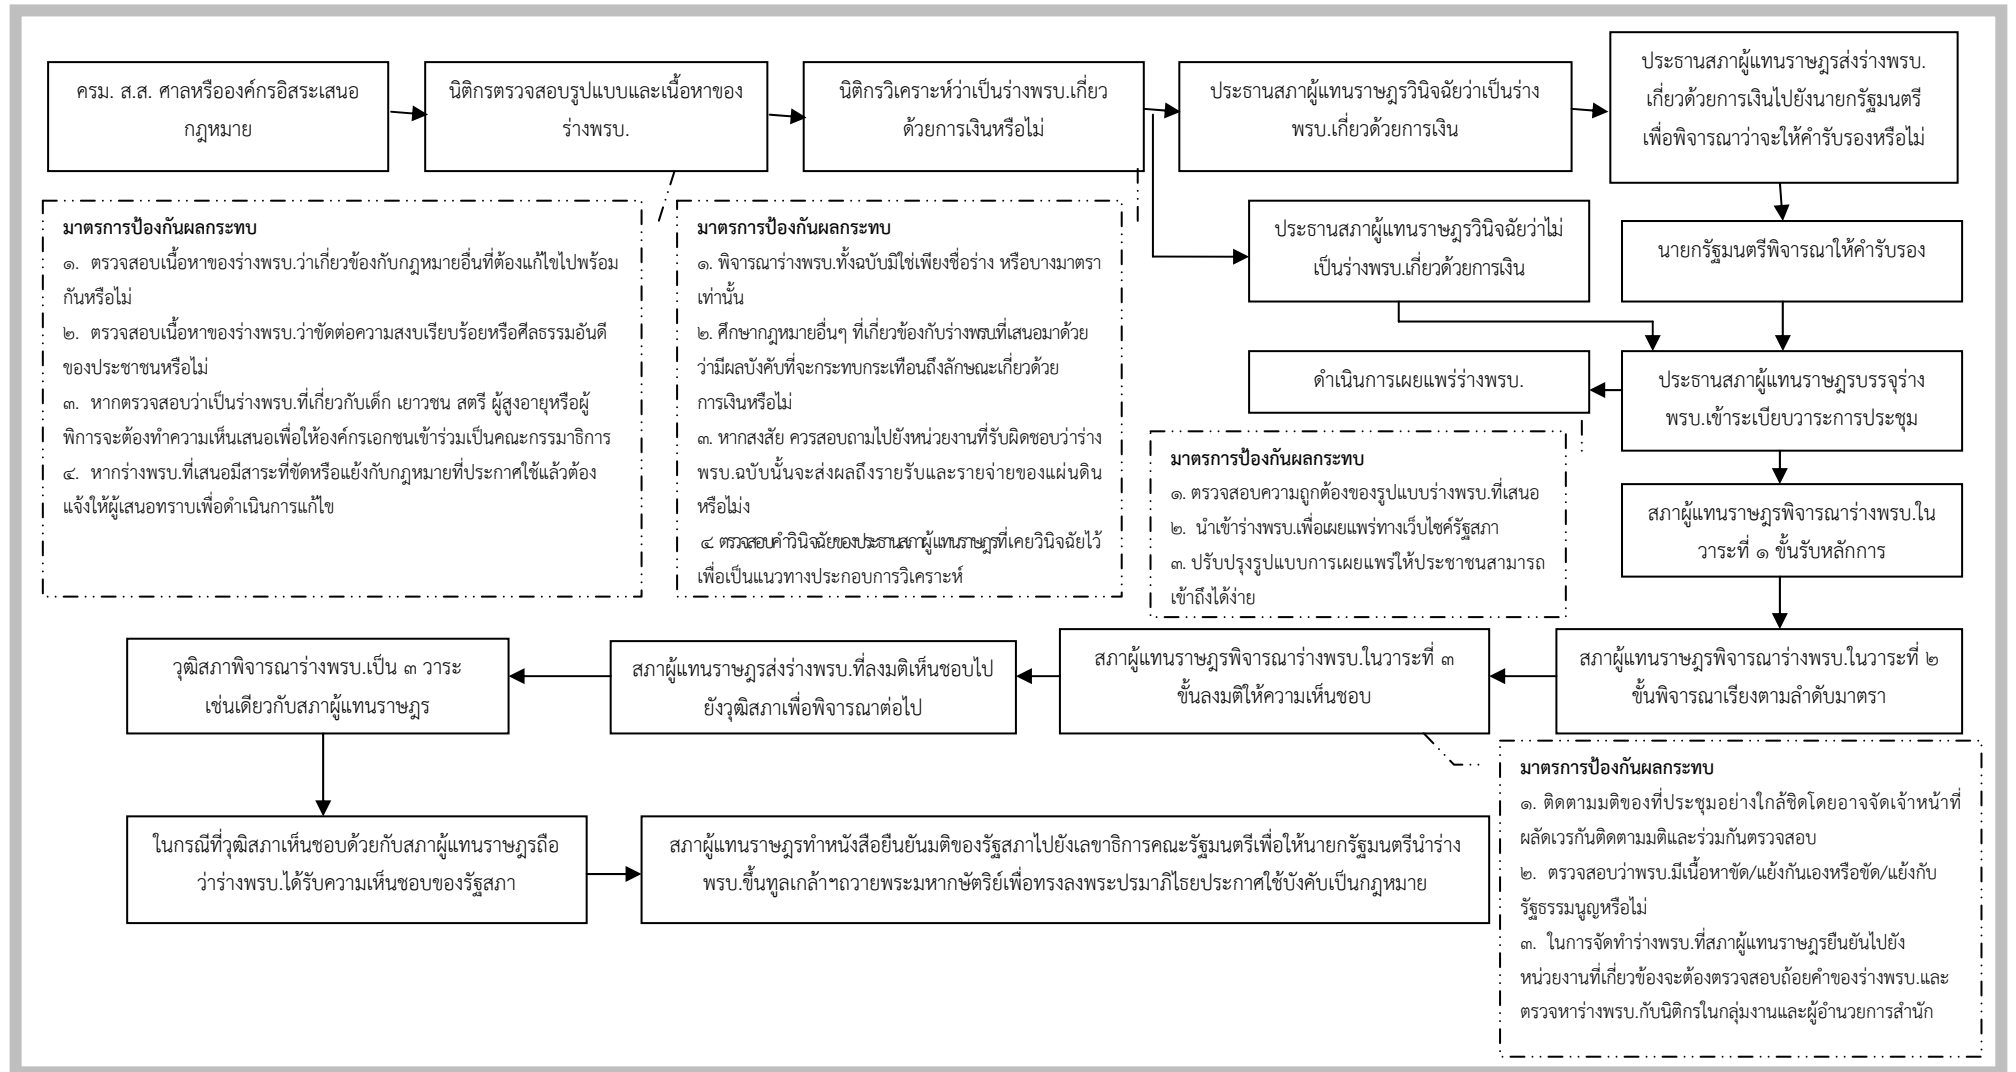 ครม. ส.ส. ศาลหรือองค์กรอิสระเสนอ
กฎหมาย
นิติกรตรวจสอบรูปแบบและเนื้อหาของ
ร่างพรบ.
นิติกรวิเคราะห์ว่าเป็นร่างพรบ.เกี่ยว
ด้วยการเงินหรือไม่
ประธานสภาผู้แทนราษฎรวินิจฉัยว่าเป็นร่าง
พรบ.เกี่ยวด้วยการเงิน
ประธานสภาผู้แทนราษฎรส่งร่างพรบ.
เกี่ยวด้วยการเงินไปยังนายกรัฐมนตรี
เพื่อพิจารณาว่าจะให้คำรับรองหรือไม่
มาตรการป้องกันผลกระทบ
๑. ตรวจสอบเนื้อหาของร่างพรบ.ว่าเกี่ยวข้องกับกฎหมายอื่นที่ต้องแก้ไขไปพร้อม
กันหรือไม่
๒. ตรวจสอบเนื้อหาของร่างพรบ.ว่าขัดต่อความสงบเรียบร้อยหรือศีลธรรมอันดี
ของประชาชนหรือไม่
๓. หากตรวจสอบว่าเป็นร่างพรบ.ที่เกี่ยวกับเด็ก เยาวชน สตรี ผู้สูงอายุหรือผู้
พิการจะต้องทำความเห็นเสนอเพื่อให้องค์กรเอกชนเข้าร่วมเป็นคณะกรรมาธิการ
๔. หากร่างพรบ.ที่เสนอมีสาระที่ขัดหรือแย้งกับกฎหมายที่ประกาศใช้แล้วต้อง
แจ้งให้ผู้เสนอทราบเพื่อดำเนินการแก้ไข
มาตรการป้องกันผลกระทบ
๑. พิจารณาร่างพรบ.ทั้งฉบับมิใช่เพียงชื่อร่าง หรือบางมาตรา
เท่านั้น
๒. ศึกษากฎหมายอื่นๆ ที่เกี่ยวข้องกับร่างพรบที่เสนอมาด้วย
ว่ามีผลบังคับที่จะกระทบกระเทือนถึงลักษณะเกี่ยวด้วย
การเงินหรือไม่
๓. หากสงสัย ควรสอบถามไปยังหน่วยงานที่รับผิดชอบว่าร่าง
พรบ.ฉบับนั้นจะส่งผลถึงรายรับและรายจ่ายของแผ่นดิน
หรือไม่ง
๔. ตรวจสอบคำวินิจฉัยของประธานสภาผู้แทนราษฎรที่เคยวินิจฉัยไว้
เพื่อเป็นแนวทางประกอบการวิเคราะห์
ประธานสภาผู้แทนราษฎรวินิจฉัยว่าไม่
เป็นร่างพรบ.เกี่ยวด้วยการเงิน
นายกรัฐมนตรีพิจารณาให้คำรับรอง
ดำเนินการเผยแพร่ร่างพรบ.
ประธานสภาผู้แทนราษฎรบรรจุร่าง
พรบ.เข้าระเบียบวาระการประชุม
มาตรการป้องกันผลกระทบ
๑. ตรวจสอบความถูกต้องของรูปแบบร่างพรบ.ที่เสนอ
๒. นำเข้าร่างพรบ.เพื่อเผยแพร่ทางเว็บไซค์รัฐสภา
๓. ปรับปรุงรูปแบบการเผยแพร่ให้ประชาชนสามารถ
เข้าถึงได้ง่าย
สภาผู้แทนราษฎรพิจารณาร่างพรบ.ใน
วาระที่ ๑ ขั้นรับหลักการ
วุฒิสภาพิจารณาร่างพรบ.เป็น ๓ วาระ
เช่นเดียวกับสภาผู้แทนราษฎร
สภาผู้แทนราษฎรส่งร่างพรบ.ที่ลงมติเห็นชอบไป
ยังวุฒิสภาเพื่อพิจารณาต่อไป
สภาผู้แทนราษฎรพิจารณาร่างพรบ.ในวาระที่ ๓
ขั้นลงมติให้ความเห็นชอบ
สภาผู้แทนราษฎรพิจารณาร่างพรบ.ในวาระที่ ๒
ขั้นพิจารณาเรียงตามลำดับมาตรา
มาตรการป้องกันผลกระทบ
๑. ติดตามมติของที่ประชุมอย่างใกล้ชิดโดยอาจจัดเจ้าหน้าที่
ผลัดเวรกันติดตามมติและร่วมกันตรวจสอบ
๒. ตรวจสอบว่าพรบ.มีเนื้อหาขัด/แย้งกันเองหรือขัด/แย้งกับ
รัฐธรรมนูญหรือไม่
๓. ในการจัดทำร่างพรบ.ที่สภาผู้แทนราษฎรยืนยันไปยัง
หน่วยงานที่เกี่ยวข้องจะต้องตรวจสอบถ้อยคำของร่างพรบ.และ
ตรวจหาร่างพรบ.กับนิติกรในกลุ่มงานและผู้อำนวยการสำนัก
ในกรณีที่วุฒิสภาเห็นชอบด้วยกับสภาผู้แทนราษฎรถือ
ว่าร่างพรบ.ได้รับความเห็นชอบของรัฐสภา
สภาผู้แทนราษฎรทำหนังสือยืนยันมติของรัฐสภาไปยังเลขาธิการคณะรัฐมนตรีเพื่อให้นายกรัฐมนตรีนำร่าง
พรบ.ขึ้นทูลเกล้าฯถวายพระมหากษัตริย์เพื่อทรงลงพระปรมาภิไธยประกาศใช้บังคับเป็นกฎหมาย